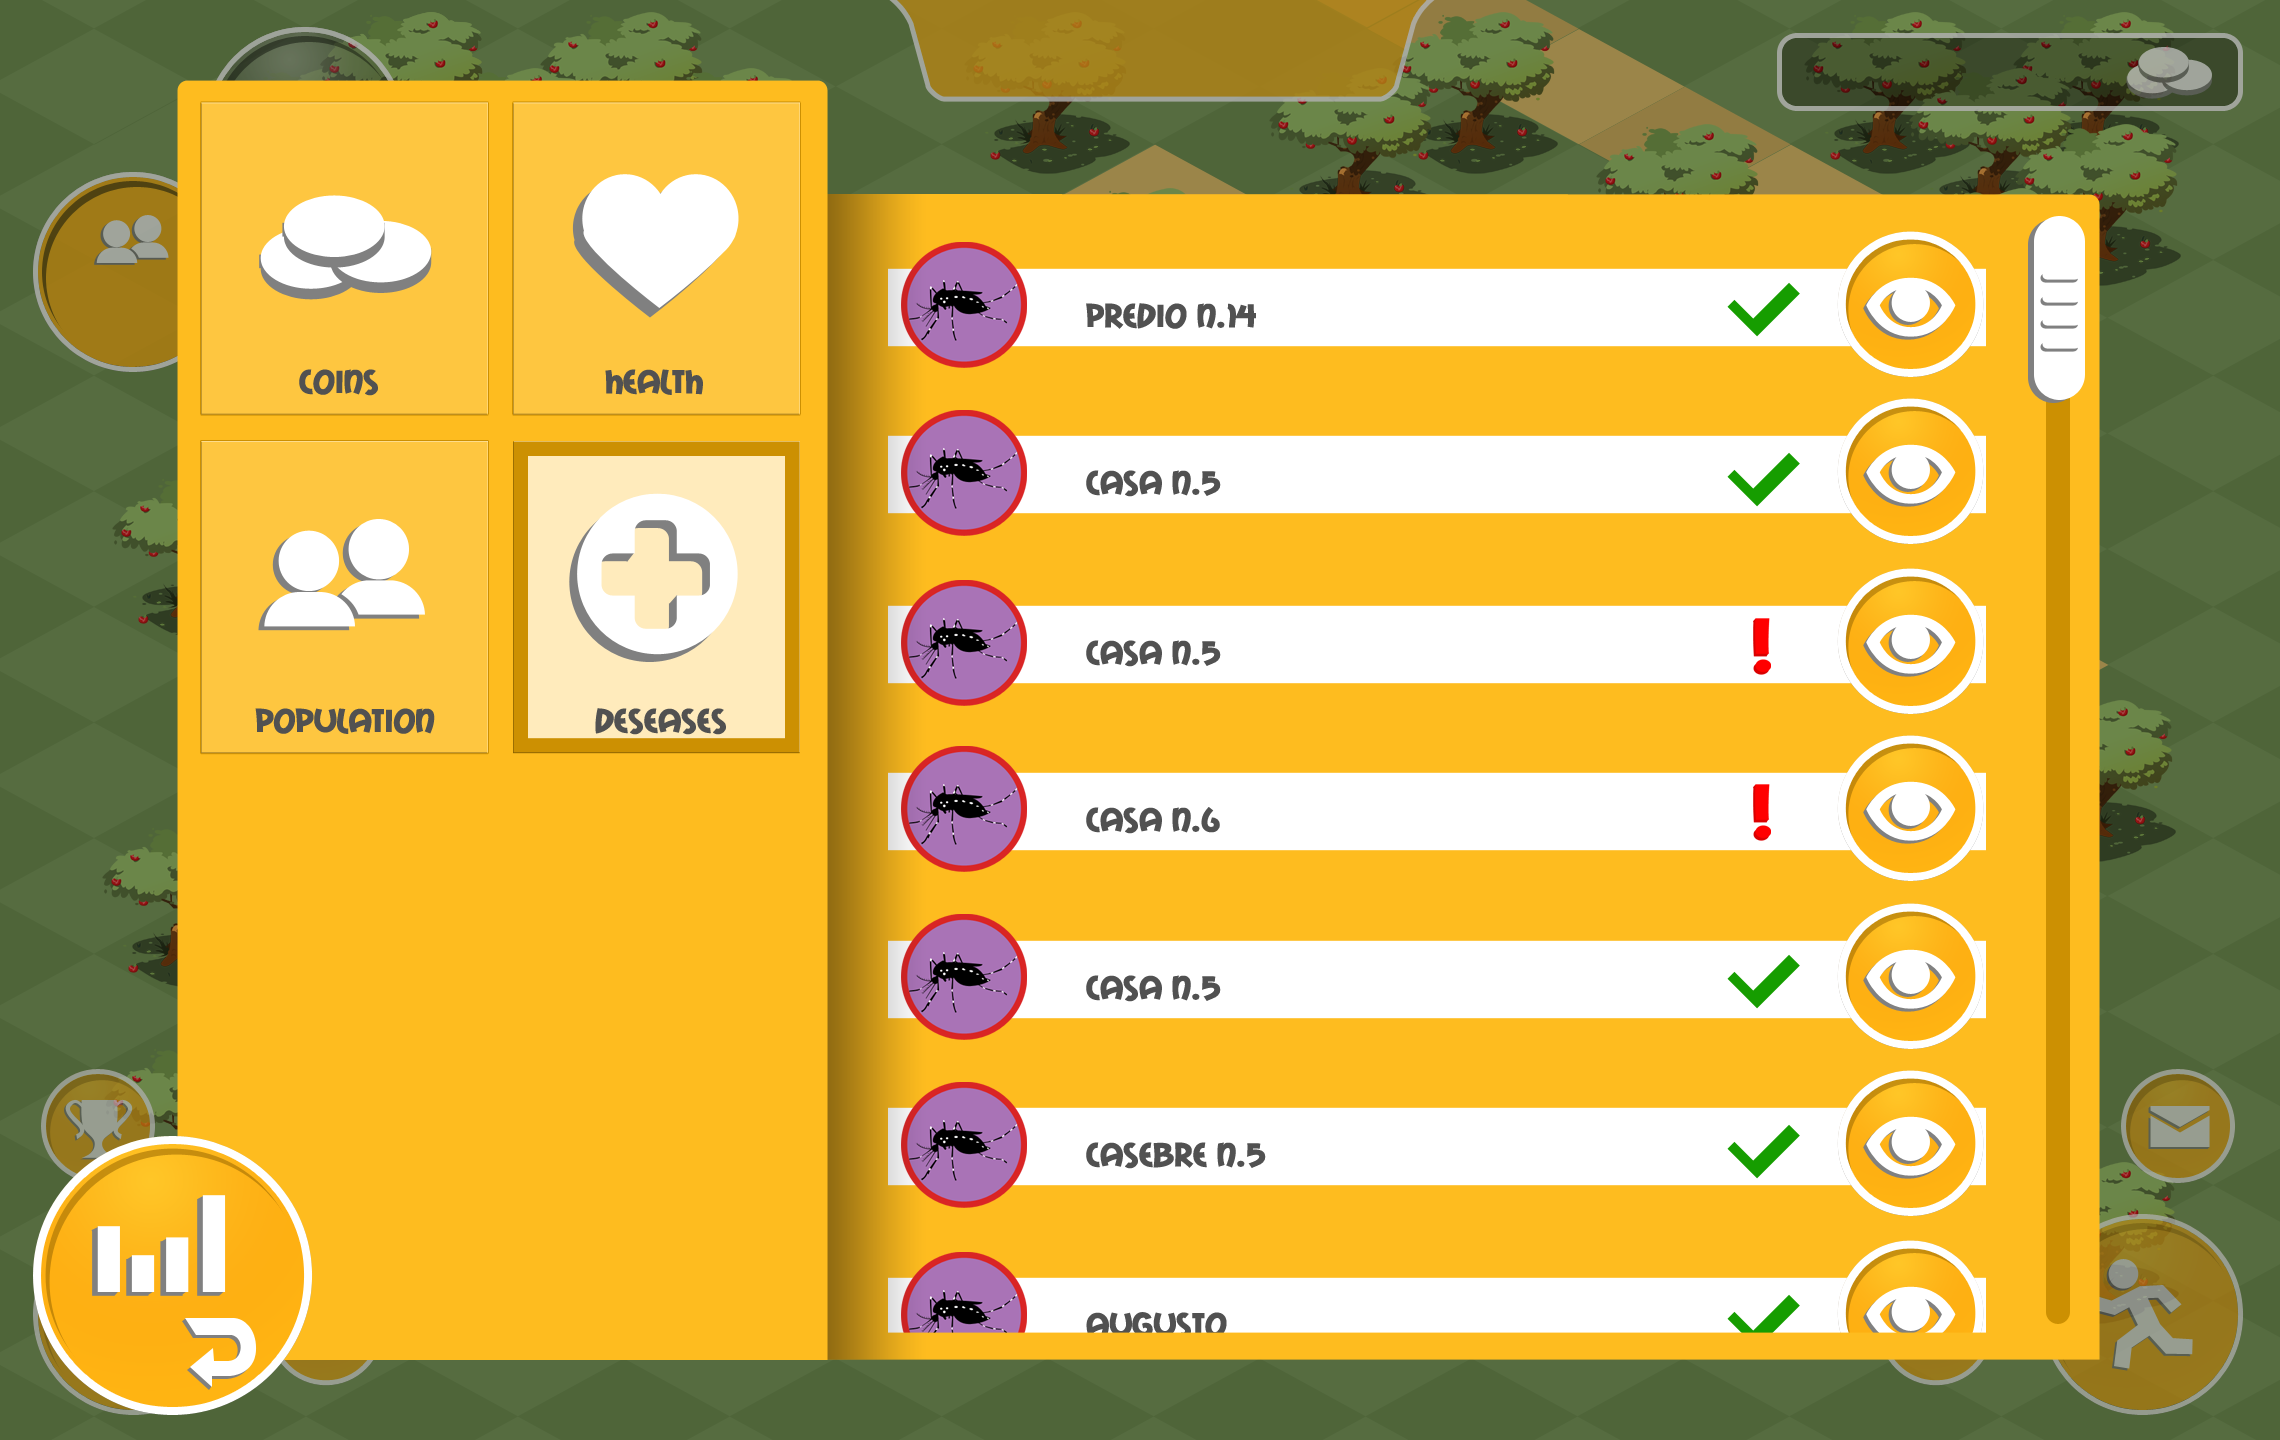 COINS
hEALTh
POPULATION
DESEASES
PREDIO N.14
CASA N.5
CASA N.5
CASA N.6
CASA N.5
CASEBRE N.5
AUGUSTO